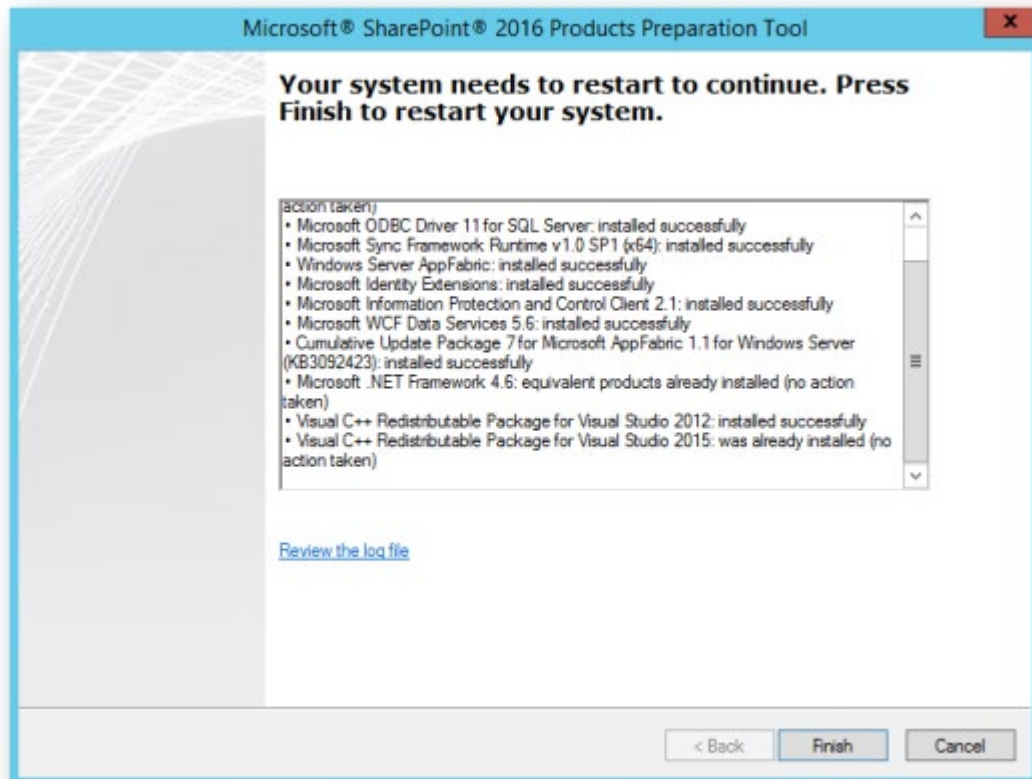 Microsoft® SharePoint® 2016 Products Preparation Tool
x
Your system needs to restart to continue. Press
Finish to restart your system.
action taken)
• Microsoft ODBC Driver 11 for SQL Server: installed successfully
• Microsoft Sync Framework Runtime v1.0 SP1 (x64): installed successfully
• Windows Server AppFabric: installed successfully
• Microsoft Identity Extensions: installed successfully
• Microsoft Information Protection and Control Client 2.1: installed successfully
• Microsoft WCF Data Services 5.6: installed successfully
• Cumulative Update Package 7 for Microsoft AppFabric 1.1 for Windows Server
(KB3092423): installed successfully
• Microsoft .NET Framework 4.6: equivalent products already installed (no action
taken)
• Visual C++ Redistributable Package for Visual Studio 2012: installed successfully
• Visual C++ Redistributable Package for Visual Studio 2015: was already installed (no
action taken)
Review the log file
< Back
Finish
Cancel